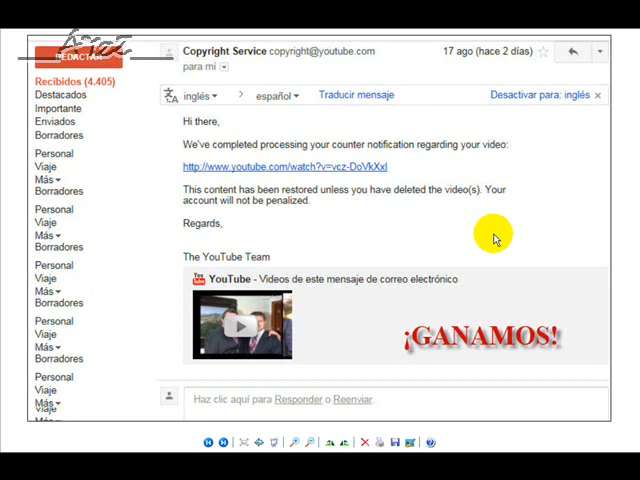 REDACTAR
Recibidos (4.405)
Destacados
Importante
Enviados
Borradores
Personal
Viaje
Más
Borradores
Personal
Viaje
Más
Borradores
Personal
Viaje
Más
Borradores
Personal
Viaje
Más
Borradores
Personal
Viaje
Más
Viaje
Copyright Service copyright@youtube.com 17 ago (hace 2 días)
para mí
inglés > español Traducir mensaje Desactivar para: inglés ×
Hi there,
We've completed processing your counter notification regarding your video:
http://www.youtube.com/watch?v=vcz-DoVkXxI
This content has been restored unless you have deleted the video(s). Your
account will not be penalized.
Regards,
The YouTube Team
You Tube YouTube - Videos de este mensaje de correo electrónico
¡GANAMOS!
Haz clic aquí para Responder o Reenviar.